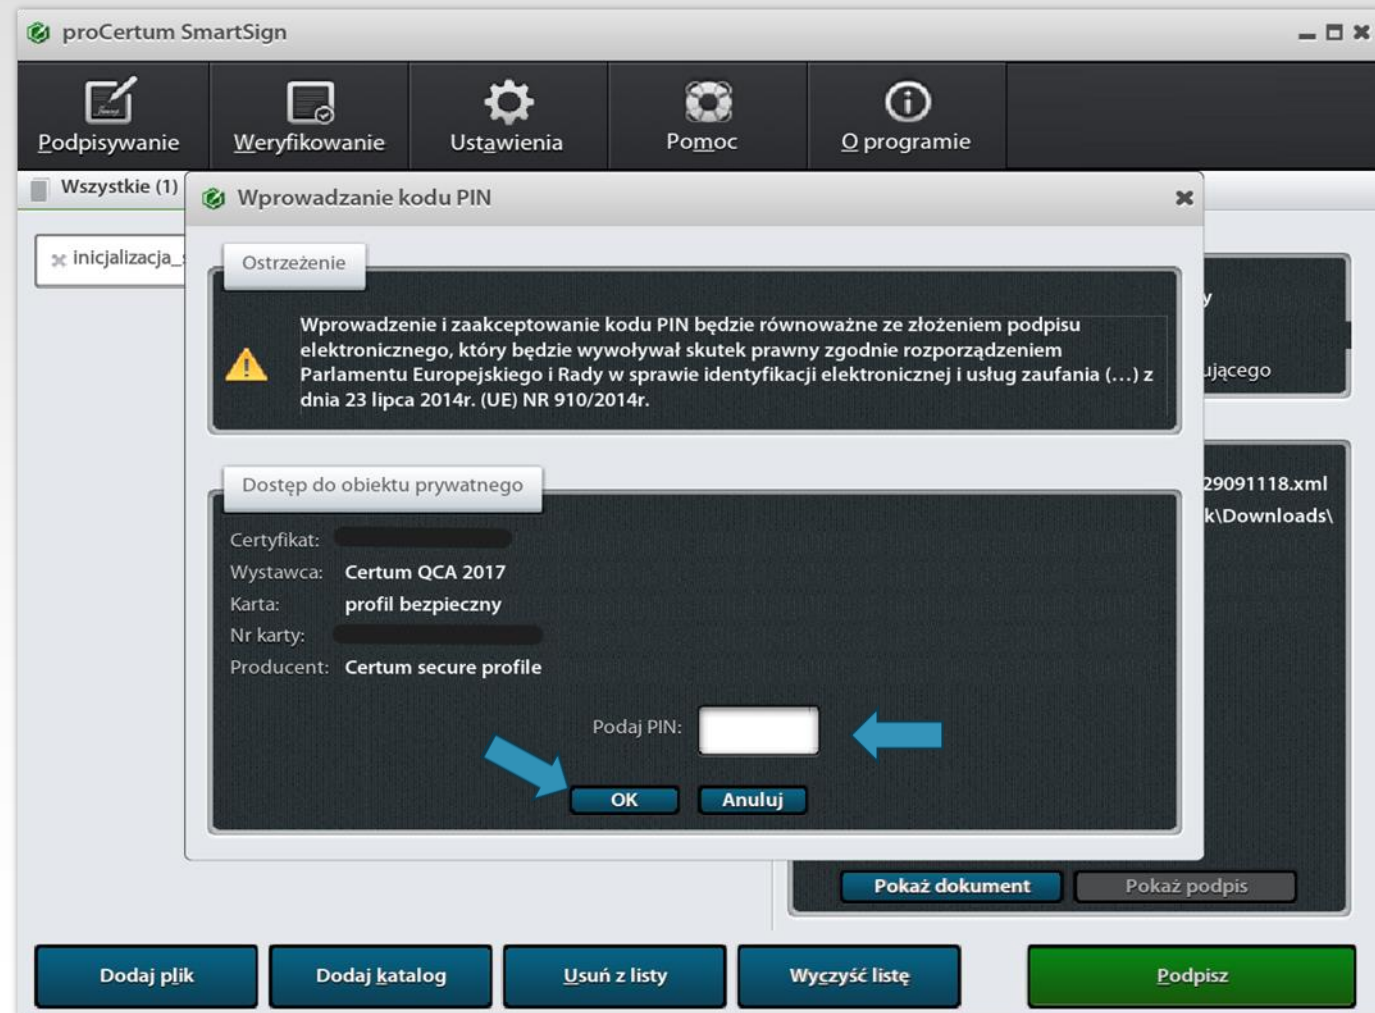 proCertum SmartSign
Podpisywanie
Weryfikowanie
Ustawienia
Pomoc
O programie
Wszystkie (1)
Wprowadzanie kodu PIN
inicjalizacja_
Ostrzeżenie
Wprowadzenie i zaakceptowanie kodu PIN będzie równoważne ze złożeniem podpisu
elektronicznego, który będzie wywoływał skutek prawny zgodnie rozporządzeniem
Parlamentu Europejskiego i Rady w sprawie identyfikacji elektronicznej i usług zaufania (...) z
dnia 23 lipca 2014r. (UE) NR 910/2014r.
y
ującego
Dostęp do obiektu prywatnego
29091118.xml
k\Downloads\
Certyfikat:
Wystawca: Certum QCA 2017
Karta: profil bezpieczny
Nr karty:
Producent: Certum secure profile
Podaj PIN:
OK
Anuluj
Pokaż dokument
Pokaż podpis
Dodaj plik
Dodaj katalog
Usuń z listy
Wyczyść listę
Podpisz